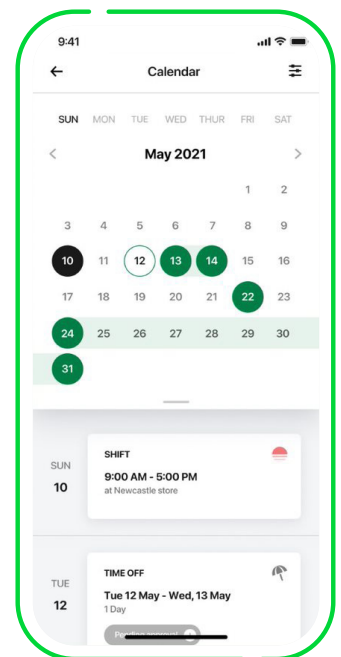 9:41
Calendar
SUN MON TUE WED THUR FRI SAT
May 2021
1 2
3 4 5 6 7 8 9
10 11 12 13 14 15 16
17 18 19 20 21 22 23
24 25 26 27 28 29 30
31
SHIFT
SUN
10
9:00 AM - 5:00 PM
at Newcastle store
TIME OFF
TUE
12
Tue 12 May - Wed, 13 May
1 Day
Pending approval